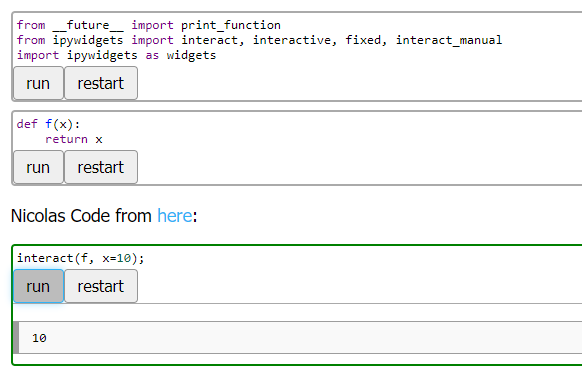 from __future__ import print_function
from ipywidgets import interact, interactive, fixed, interact_manual
import ipywidgets as widgets
run restart
def f(x):
    return x
run restart
Nicolas Code from here:
interact(f, x=10);
run restart
10